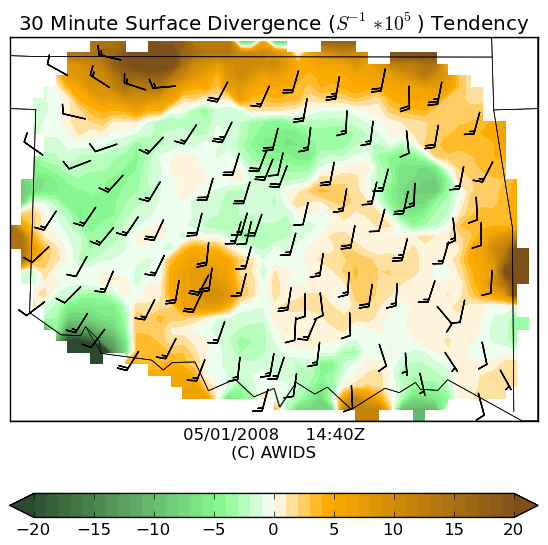 30 Minute Surface Divergence (S⁻¹ *10⁵ ) Tendency
05/01/2008 14:40Z
(C) AWIDS
−20 −15 −10 −5 0 5 10 15 20